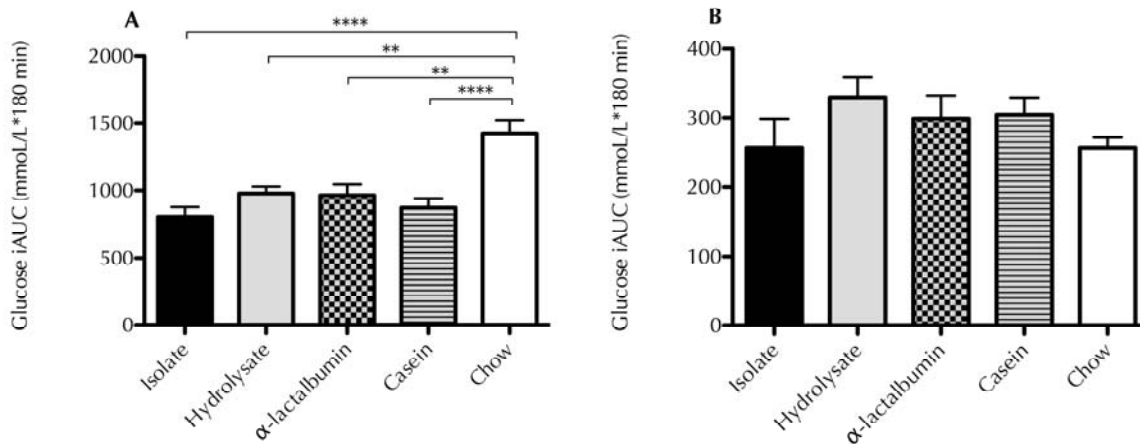 A
Glucose iAUC (mmoL/L*180 min)
2000
1500
1000
500
0
****
**
**
****
Isolate
Hydrolysate
α-lactalbumin
Casein
Chow
B
Glucose iAUC (mmoL/L*180 min)
400
300
200
100
0
Isolate
Hydrolysate
α-lactalbumin
Casein
Chow